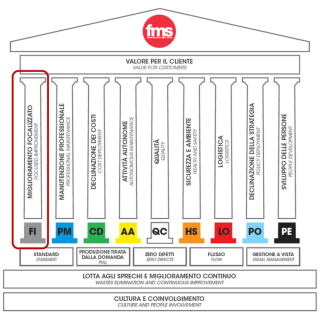 fms
VALORE PER IL CLIENTE
VALUE FOR CUSTOMERS
MIGLIORAMENTO FOCALIZZATO
FOCUSED IMPROVEMENT
MANUTENZIONE PROFESSIONALE
PROFESSIONAL MAINTENANCE
DECLINAZIONE DEI COSTI
COST DEPLOYMENT
ATTIVITÀ AUTONOME
AUTONOMOUS MAINTENANCE
QUALITÀ
QUALITY
SICUREZZA E AMBIENTE
HEALTH AND SAFETY
LOGISTICA
LOGISTICS
DECLINAZIONE DELLA STRATEGIA
POLICY DEPLOYMENT
SVILUPPO DELLE PERSONE
PEOPLE DEVELOPMENT
FI PM CD AA QC HS LO PO PE
STANDARD
STANDARD
PRODUZIONE TIRATA
DALLA DOMANDA
PULL
ZERO DIFETTI
ZERO DEFECTS
FLUSSO
FLOW
GESTIONE A VISTA
VISUAL MANAGEMENT
LOTTA AGLI SPRECHI E MIGLIORAMENTO CONTINUO
WASTES ELIMINATION AND CONTINUOUS IMPROVEMENT
CULTURA E COINVOLGIMENTO
CULTURE AND PEOPLE INVOLVEMENT